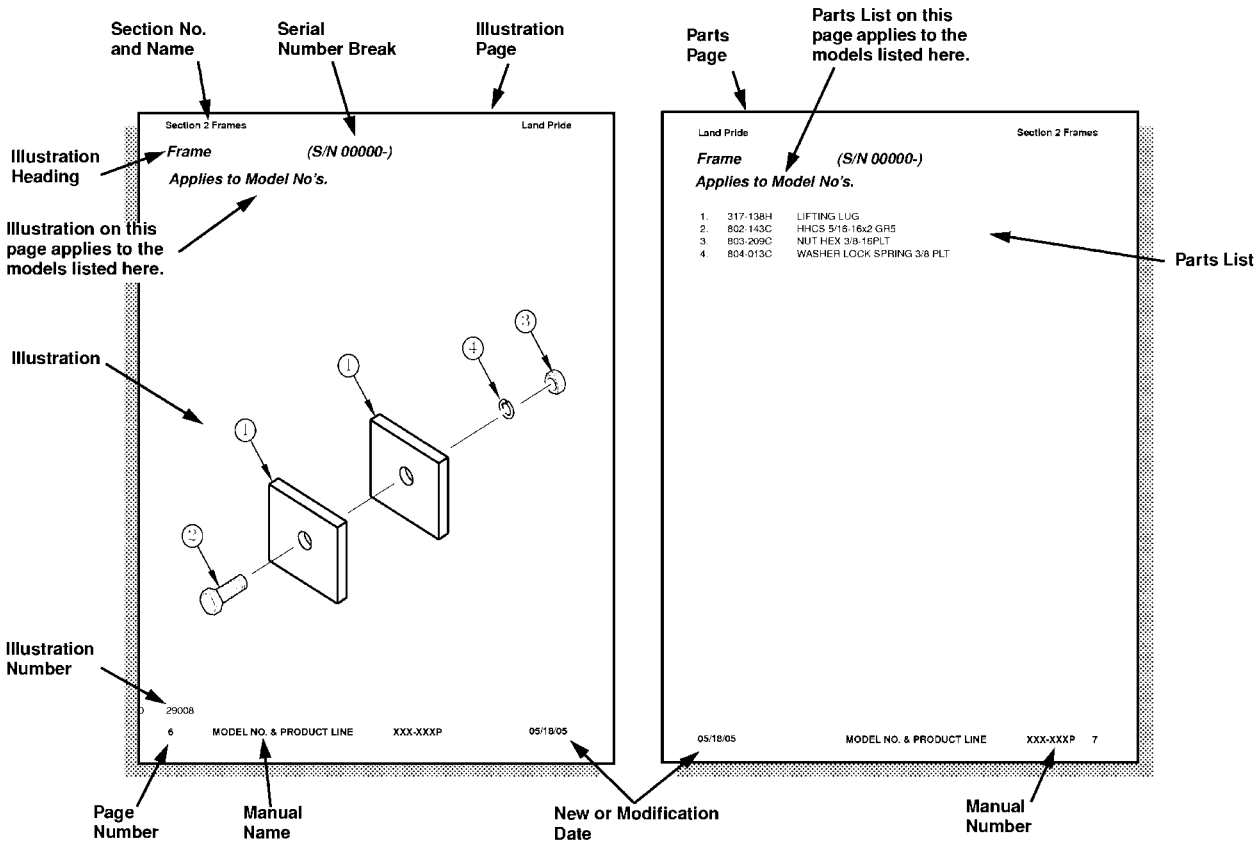 Section No.
and Name
Serial
Number Break
Illustration
Page
Parts
Page
Parts List on this
page applies to the
models listed here.
Section 2 Frames
Land Pride
Frame
(S/N 00000-)
Applies to Model No's.
Illustration
Heading
Illustration on this
page applies to the
models listed here.
Illustration
1
1
2
3
4
Illustration
Number
29008
6
MODEL NO. & PRODUCT LINE
XXX-XXXP
05/18/05
Land Pride
Section 2 Frames
Frame
(S/N 00000-)
Applies to Model No's.
1. 317-138H LIFTING LUG
2. 802-143C HHCS 5/16-16x2 GR5
3. 803-209C NUT HEX 3/8-16PLT
4. 804-013C WASHER LOCK SPRING 3/8 PLT
Parts List
05/18/05
MODEL NO. & PRODUCT LINE
XXX-XXXP 7
Page
Number
Manual
Name
New or Modification
Date
Manual
Number